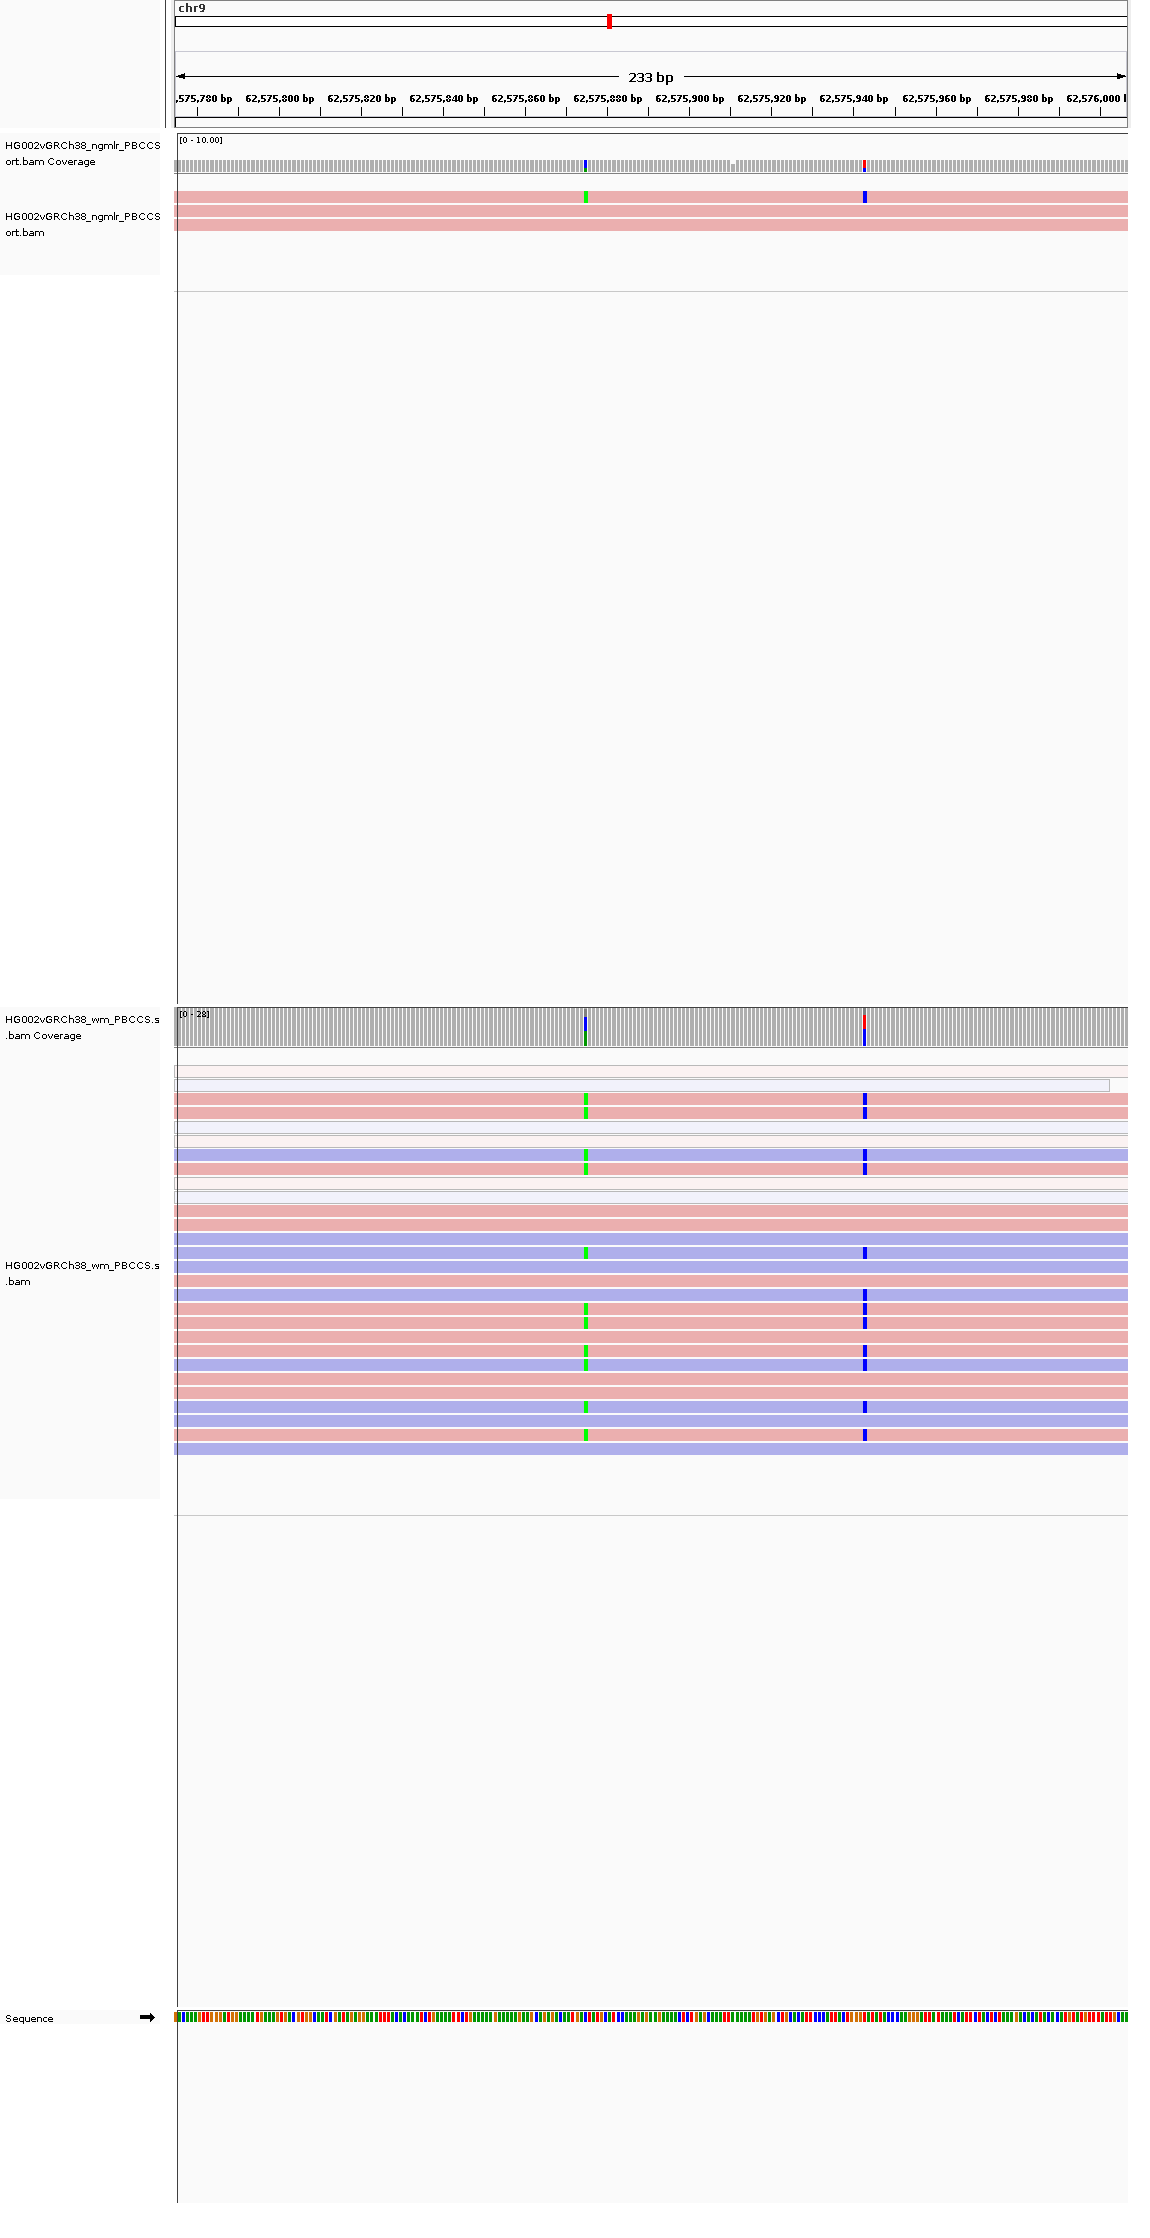 chr9
233 bp
,575,780 bp 62,575,800 bp 62,575,820 bp 62,575,840 bp 62,575,860 bp 62,575,880 bp 62,575,900 bp 62,575,920 bp 62,575,940 bp 62,575,960 bp 62,575,980 bp 62,576,000
HG002vGRCh38_ngmlr_PBCCS
ort.bam Coverage
[0 - 10.00]
HG002vGRCh38_ngmlr_PBCCS
ort.bam
HG002vGRCh38_wm_PBCCS.s
.bam Coverage
[0 - 28]
HG002vGRCh38_wm_PBCCS.s
.bam
Sequence